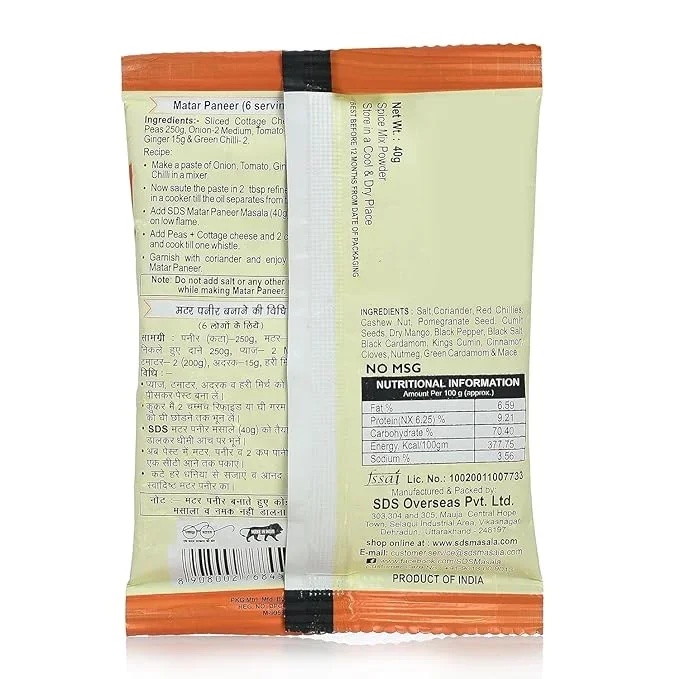 Matar Paneer (6 servin
Ingredients:- Sliced Cottage Che
Peas 250g, Onion-2 Medium, Tomato
Ginger 15g & Green Chilli- 2.
Recipe:
• Make a paste of Onion, Tomato, Gin
Chilli in a mixer.
• Now saute the paste in 2 tbsp refine
in a cooker till the oil separates from t
• Add SDS Matar Paneer Masala (40g
on low flame.
• Add Peas + Cottage cheese and 2 c
and cook till one whistle.
• Garnish with coriander and enjoy
Matar Paneer.
Note: Do not add salt or any other
while making Matar Paneer.
मटर पनीर बनाने की विधि
(6 लोगों के लिये)
सामग्री : पनीर (कटा)-250g, मटर-
निकले हुए दाने 250g, प्याज- 2 M
टमाटर- 2 (200g), अदरक-15g, हरी मि
विधि :-
• प्याज, टमाटर, अदरक व हरी मिर्च को
पीसकर पेस्ट बना लें।
• कुकर में 2 चम्मच रिफाइंड या घी गरम
को घी छोड़ने तक भून लें।
• SDS मटर पनीर मसाले (40g) को तैया
डालकर धीमी आंच पर भूनें।
• अब पेस्ट में मटर, पनीर व 2 कप पानी
एक सीटी आने तक पकाएं।
• कटे हरे धनिया से सजाए व आनन्द
स्वादिष्ट मटर पनीर का।
नोट :- मटर पनीर बनाते हुए कोई
मसाला व नमक नहीं डालना
MAKE IN INDIA
8 908002 76843
Net Wt. : 40g
Spice Mix Powder
Store in a Cool & Dry Place
BEST BEFORE 12 MONTHS FROM DATE OF PACKAGING
INGREDIENTS : Salt Coriander, Red Chillies,
Cashew Nut, Pomegranate Seed, Cumin
Seeds, Dry Mango, Black Pepper, Black Salt
Black Cardamom, Kings Cumin, Cinnamon
Cloves, Nutmeg, Green Cardamom & Mace.
NO MSG
NUTRITIONAL INFORMATION
Amount Per 100 g (approx.)
Fat % 6.59
Protein(NX 6.25) % 9.21
Carbohydrate % 70.40
Energy, Kcal/100gm 377.75
Sodium % 3.56
fssai Lic. No.: 10020011007733
Manufactured & Packed by:
SDS Overseas Pvt. Ltd.
303,304 and 305, Mauja Central Hope
Town, Selaqui Industrial Area, Vikasnagar
Dehradun, Uttarakhand - 248197
shop online at : www.sdsmasala.com
E-mail: customer.service@sdsmasala.com
www.facebook.com/SDSMasala
PRODUCT OF INDIA